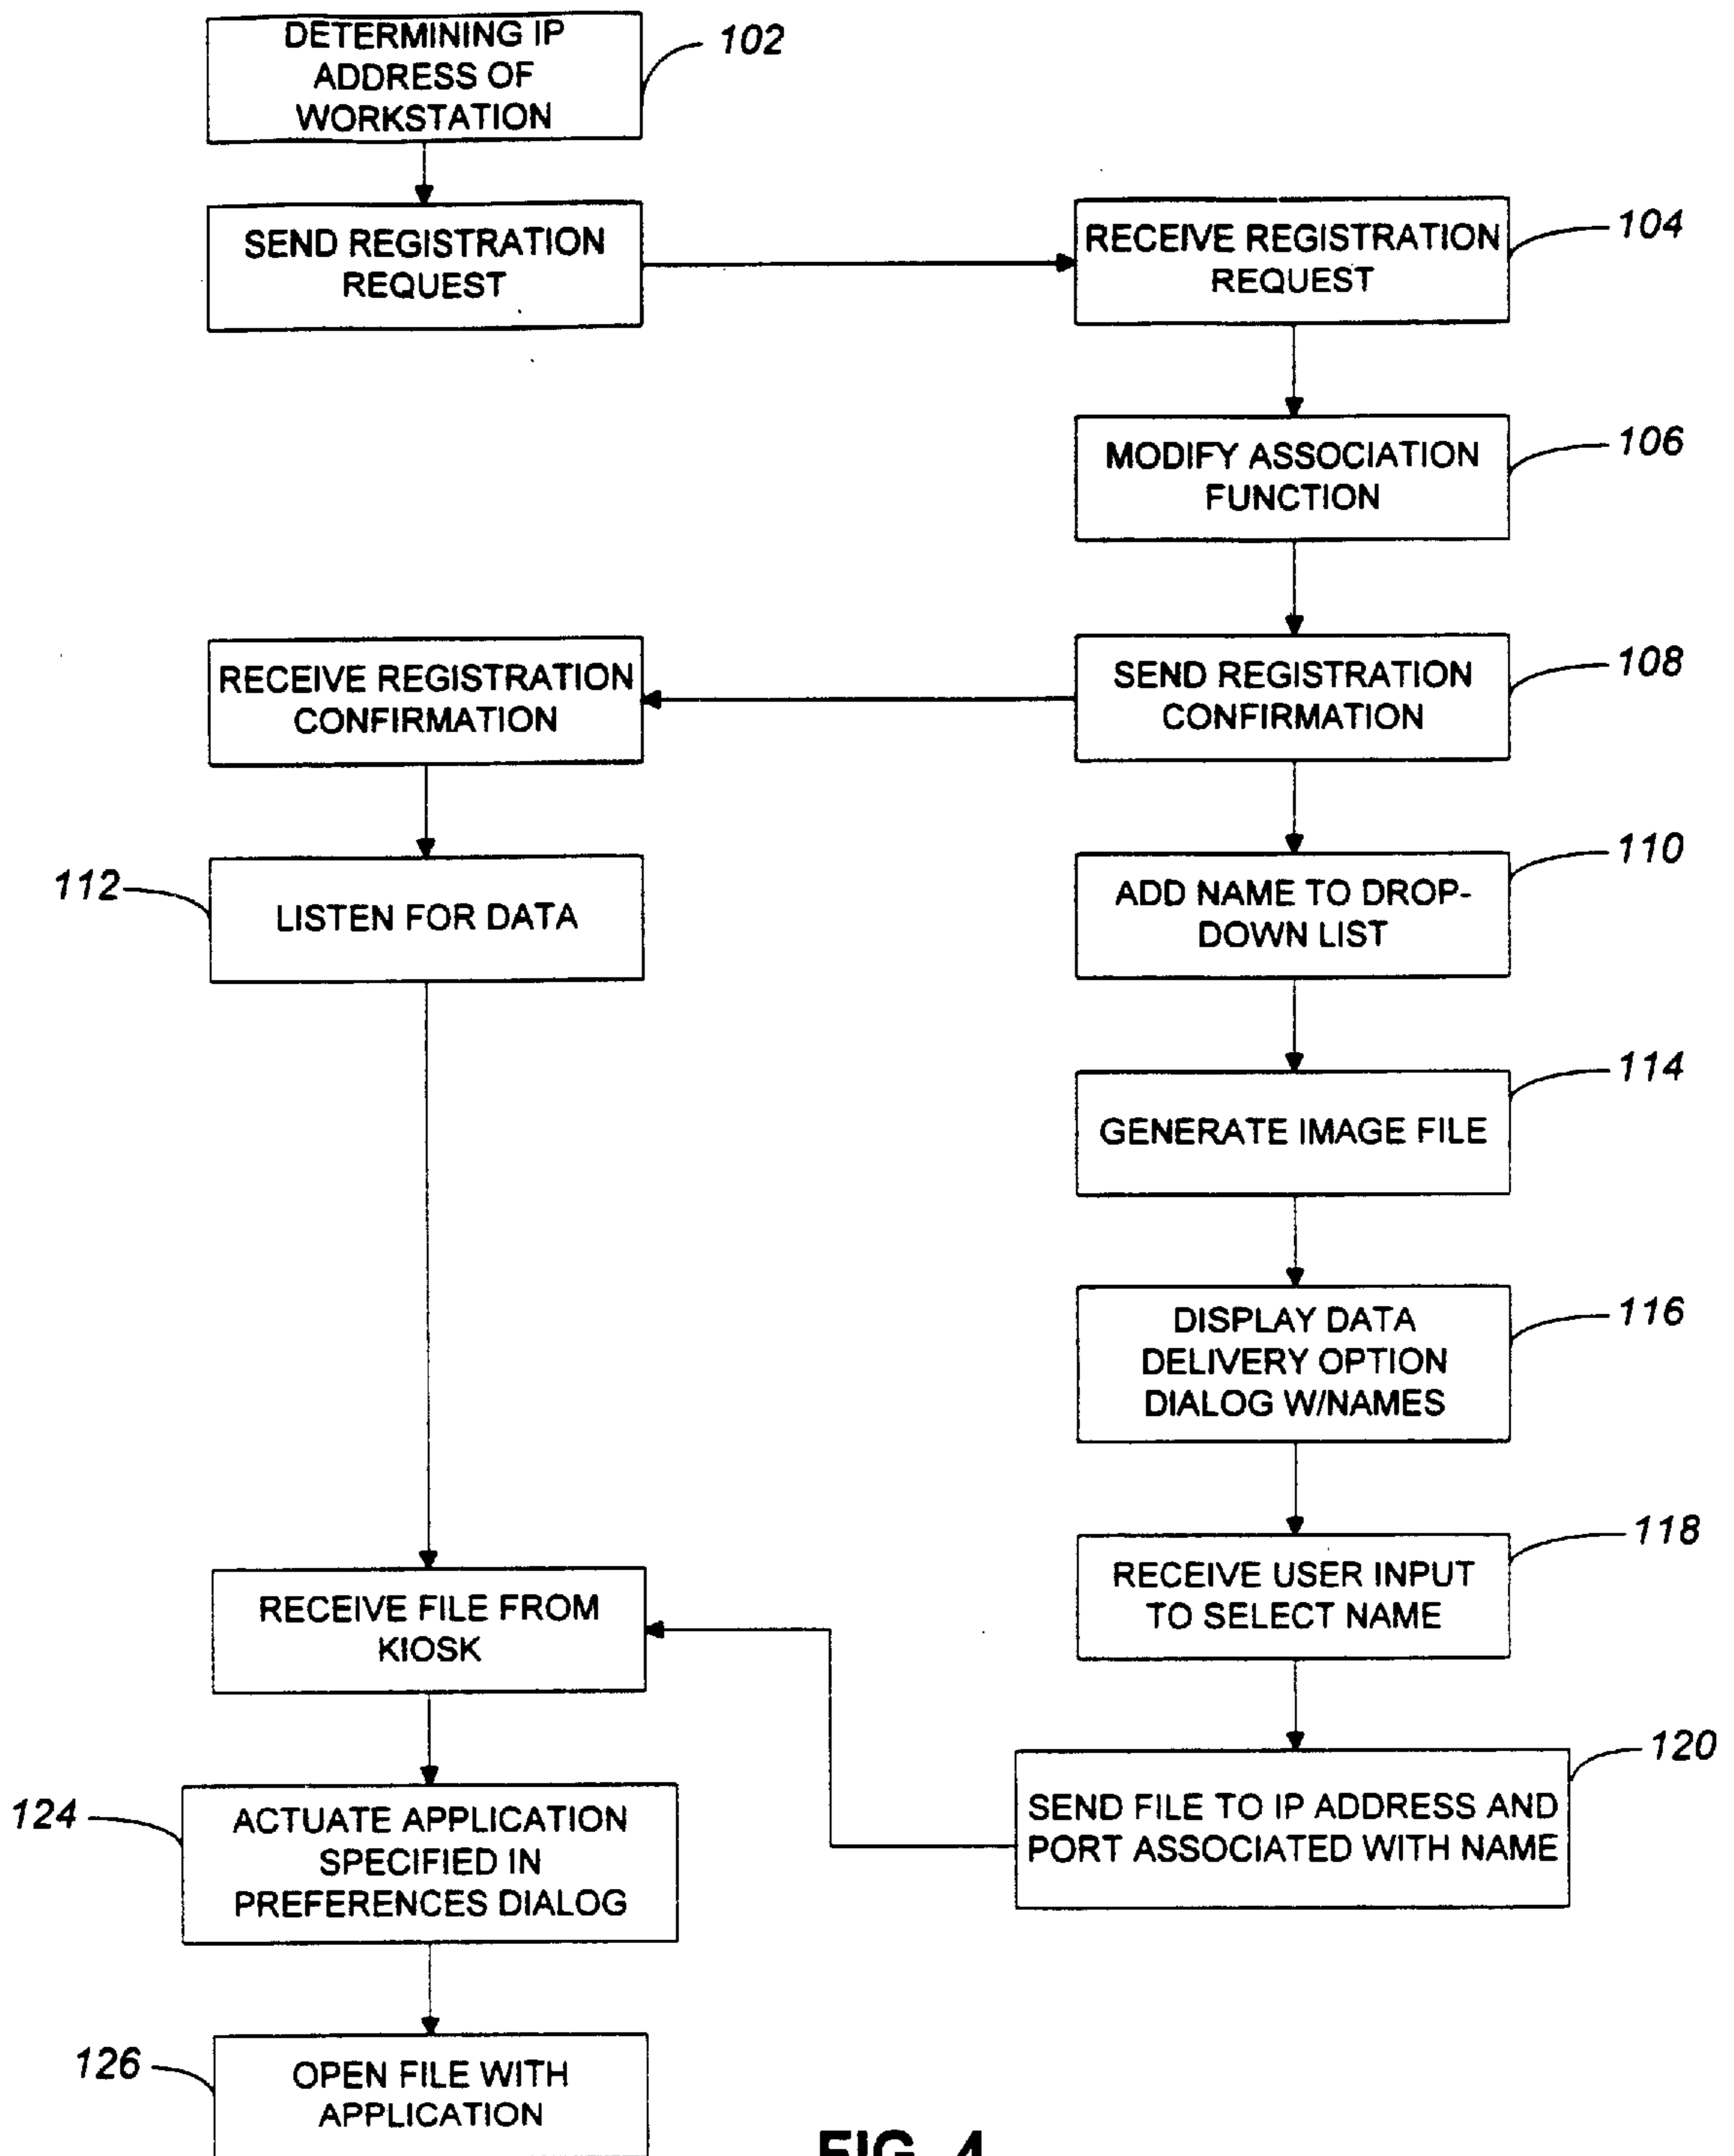 DETERMINING IP
ADDRESS OF
WORKSTATION
102
SEND REGISTRATION
REQUEST
RECEIVE REGISTRATION
REQUEST
104
MODIFY ASSOCIATION
FUNCTION
106
RECEIVE REGISTRATION
CONFIRMATION
SEND REGISTRATION
CONFIRMATION
108
112
LISTEN FOR DATA
ADD NAME TO DROP-
DOWN LIST
110
GENERATE IMAGE FILE
114
DISPLAY DATA
DELIVERY OPTION
DIALOG W/NAMES
116
RECEIVE USER INPUT
TO SELECT NAME
118
RECEIVE FILE FROM
KIOSK
SEND FILE TO IP ADDRESS AND
PORT ASSOCIATED WITH NAME
120
124
ACTUATE APPLICATION
SPECIFIED IN
PREFERENCES DIALOG
126
OPEN FILE WITH
APPLICATION
FIG. 4